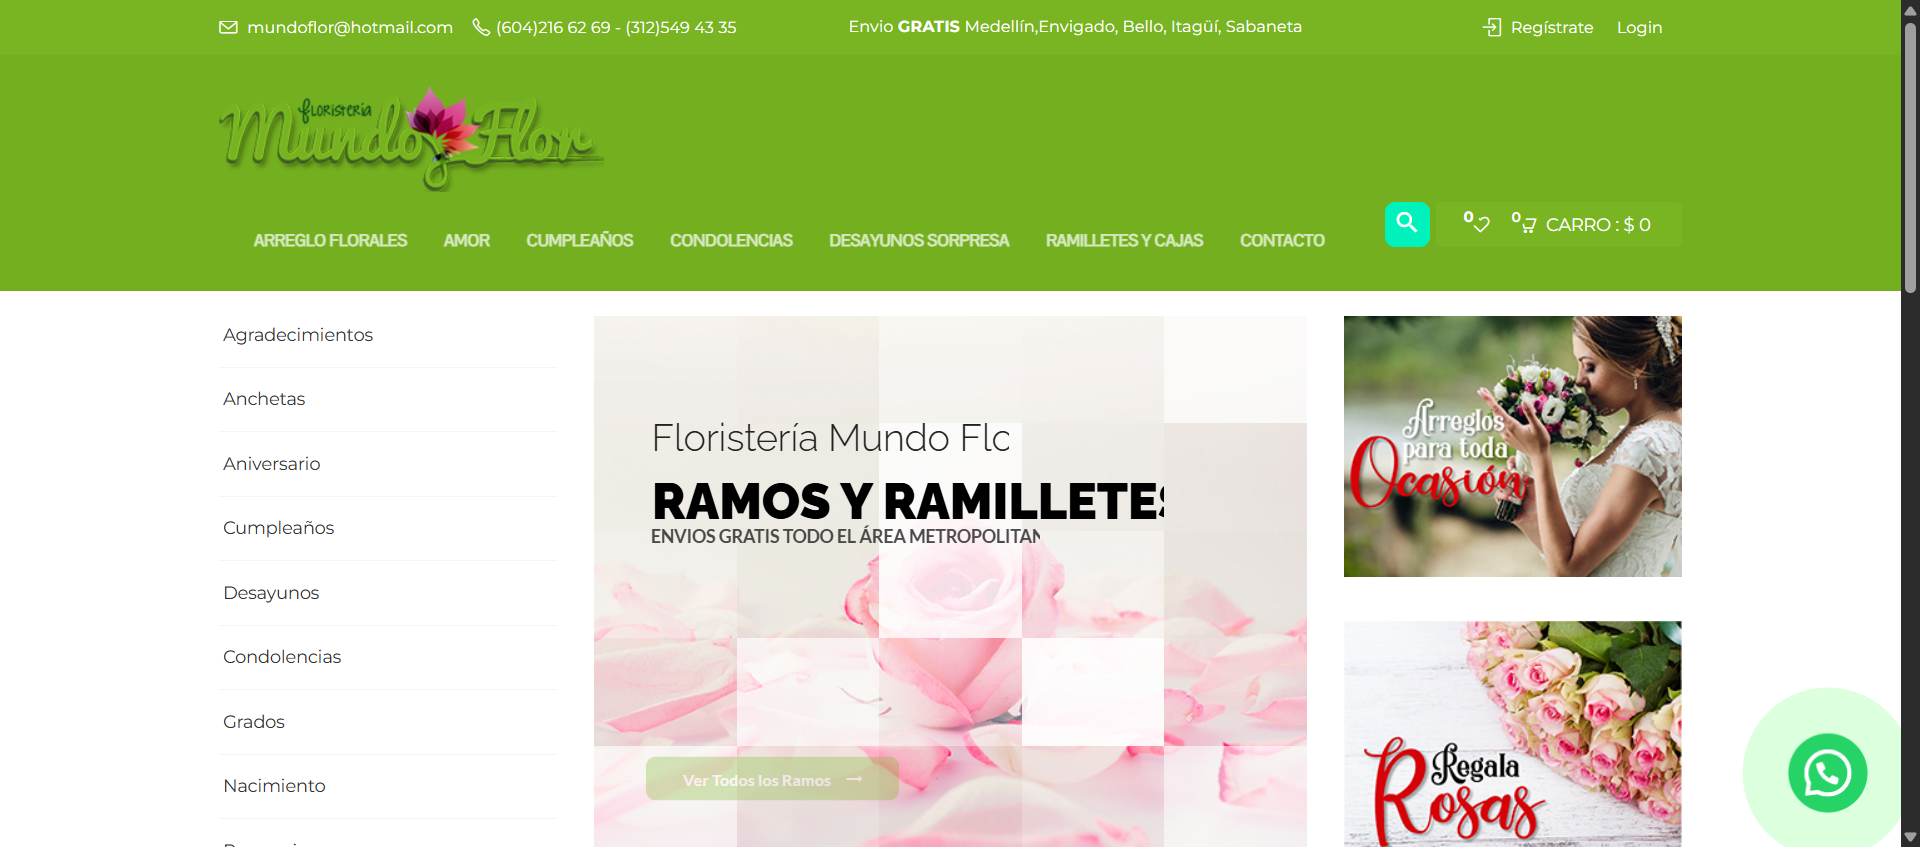 mundoflor@hotmail.com
(604)216 62 69 - (312)549 43 35
Envio GRATIS Medellín,Envigado, Bello, Itagüí, Sabaneta
Regístrate
Login
floristería
Mundo Flor
ARREGLO FLORALES
AMOR
CUMPLEAÑOS
CONDOLENCIAS
DESAYUNOS SORPRESA
RAMILLETES Y CAJAS
CONTACTO
0
0
CARRO : $ 0
Agradecimientos
Anchetas
Aniversario
Cumpleaños
Desayunos
Condolencias
Grados
Nacimiento
Floristería Mundo Flo
RAMOS Y RAMILLETES
ENVIOS GRATIS TODO EL ÁREA METROPOLITAN
Ver Todos los Ramos
Arreglos
para toda
Ocasión
Regala
Rosas